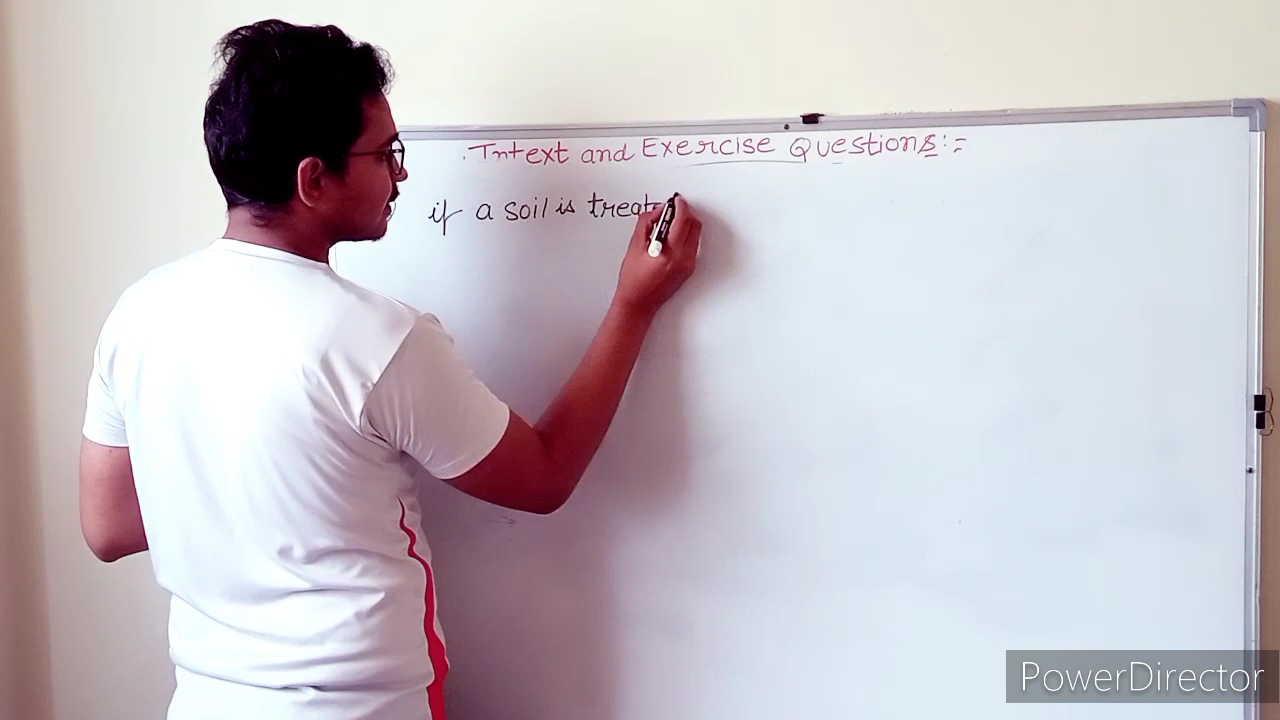 Intext and Exercise Questions :-
if a soil is treat
PowerDirector